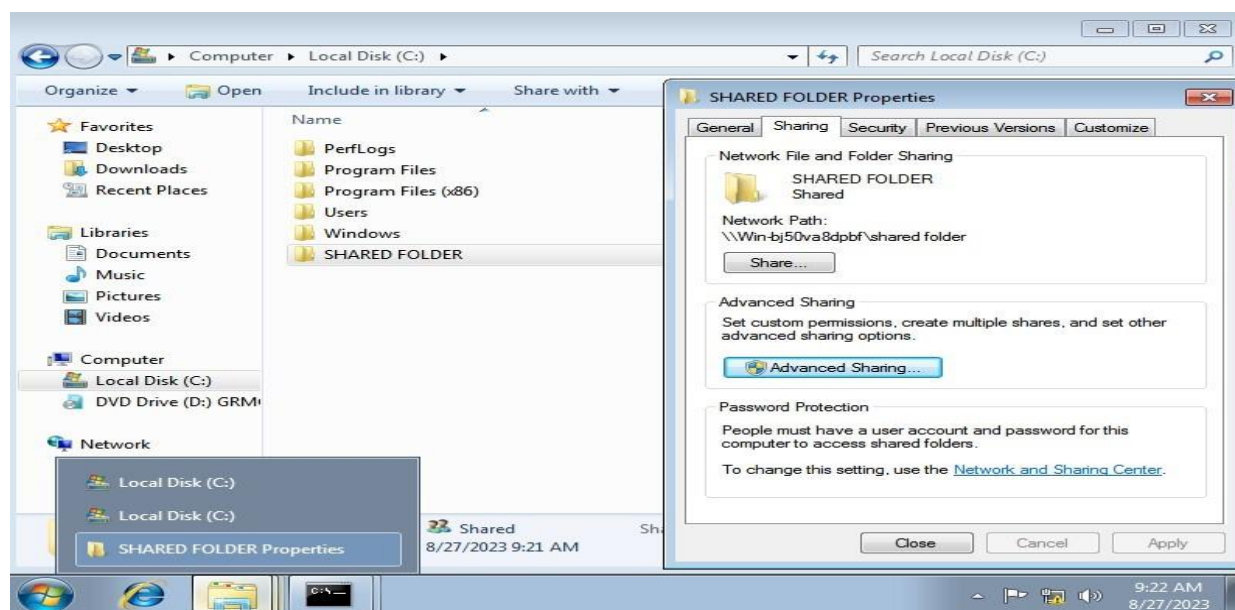 Computer ▸ Local Disk (C:) ▸
Search Local Disk (C:)
Organize
Open
Include in library
Share with
Favorites
Desktop
Downloads
Recent Places
Libraries
Documents
Music
Pictures
Videos
Computer
Local Disk (C:)
DVD Drive (D:)
Network
Name
PerfLogs
Program Files
Program Files (x86)
Users
Windows
SHARED FOLDER
SHARED FOLDER Properties
General
Sharing
Security
Previous Versions
Customize
Network File and Folder Sharing
SHARED FOLDER
Shared
Network Path:
\\Win-bj50va8dpbf\shared folder
Share...
Advanced Sharing
Set custom permissions, create multiple shares, and set other
advanced sharing options.
Advanced Sharing...
Password Protection
People must have a user account and password for this
computer to access shared folders.
To change this setting, use the Network and Sharing Center.
Close
Cancel
Apply
Local Disk (C:)
Local Disk (C:)
SHARED FOLDER Properties
Shared
8/27/2023 9:21 AM
C:\
9:22 AM
8/27/2023